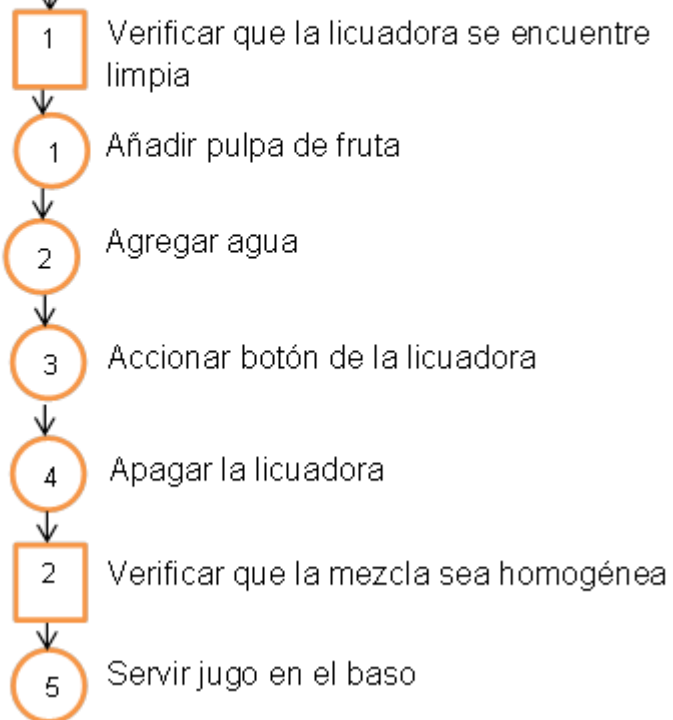 1 Verificar que la licuadora se encuentre
limpia
1 Añadir pulpa de fruta
2 Agregar agua
3 Accionar botón de la licuadora
4 Apagar la licuadora
2 Verificar que la mezcla sea homogénea
5 Servir jugo en el baso